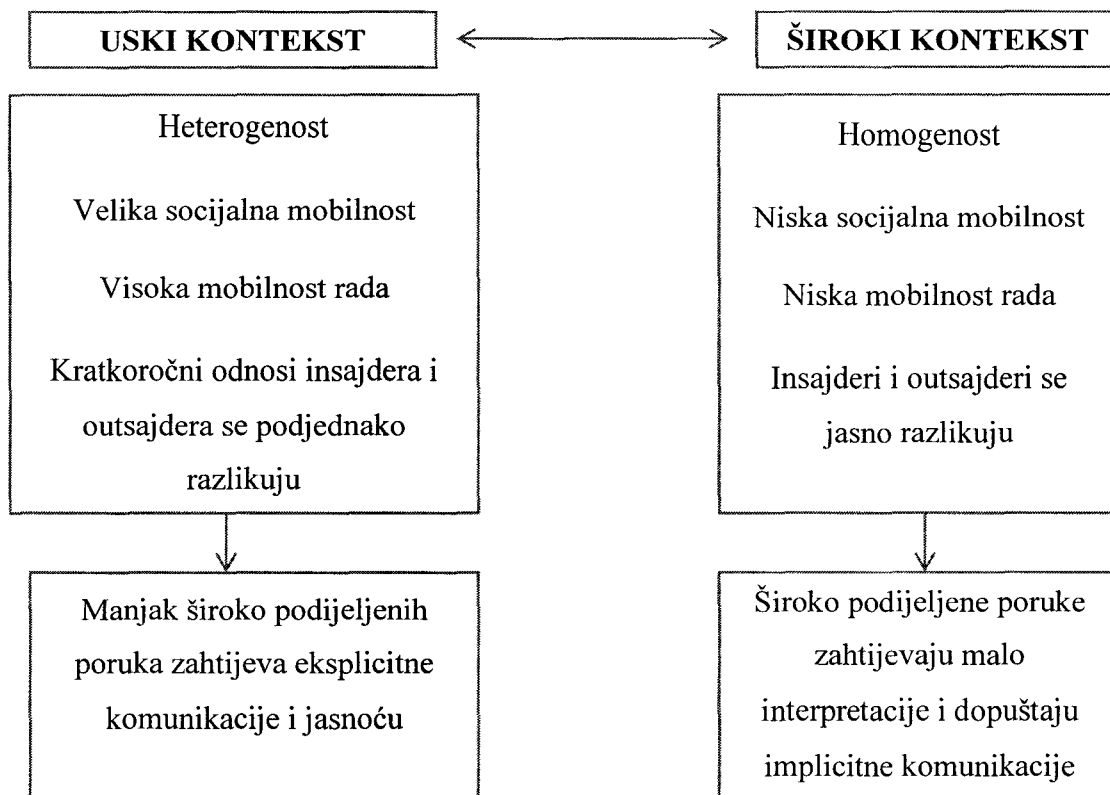 USKI KONTEKST
ŠIROKI KONTEKST
Heterogenost
Velika socijalna mobilnost
Visoka mobilnost rada
Kratkoročni odnosi insajdera i
outsajdera se podjednako
razlikuju
Homogenost
Niska socijalna mobilnost
Niska mobilnost rada
Insajderi i outsajderi se
jasno razlikuju
Manjak široko podijeljenih
poruka zahtijeva eksplicitne
komunikacije i jasnoću
Široko podijeljene poruke
zahtijevaju malo
interpretacije i dopuštaju
implicitne komunikacije